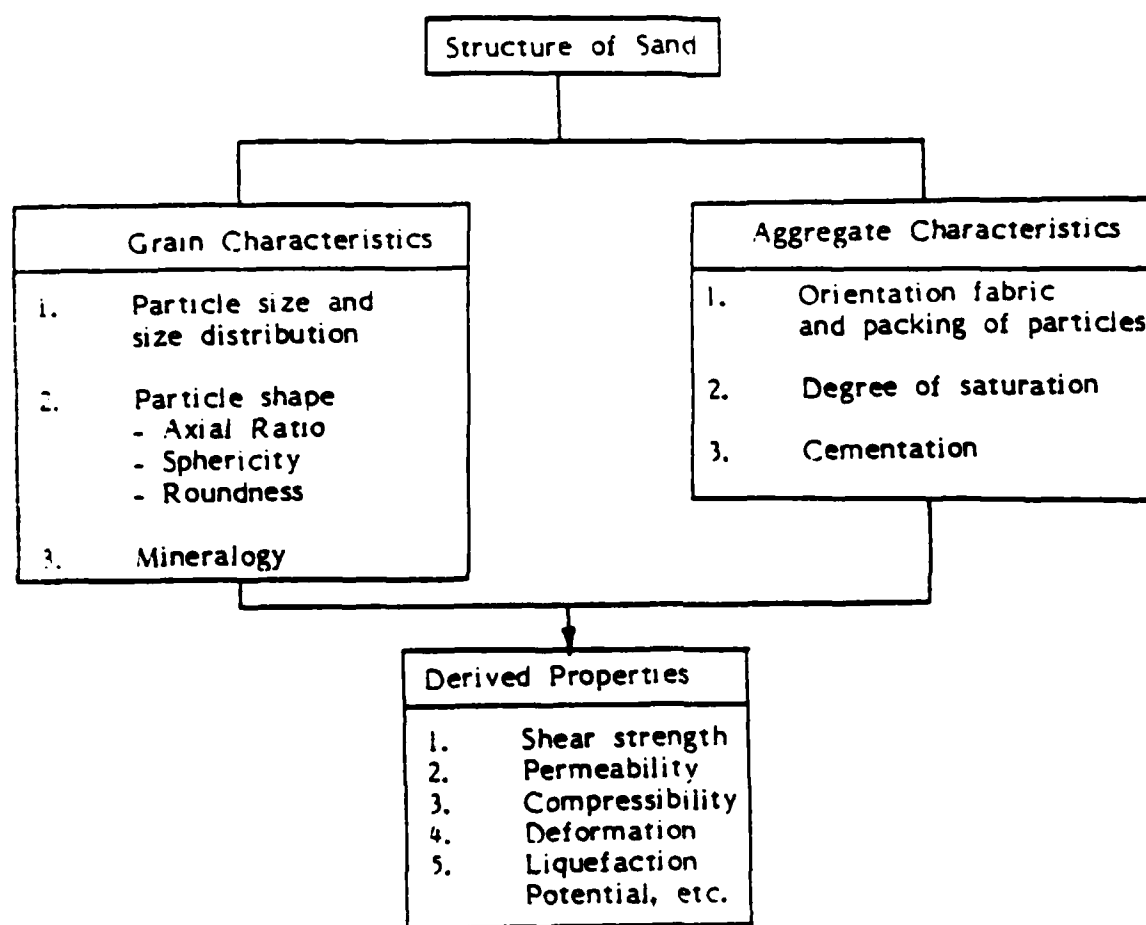 Structure of Sand
Grain Characteristics
1. Particle size and
size distribution
2. Particle shape
- Axial Ratio
- Sphericity
- Roundness
3. Mineralogy
Aggregate Characteristics
1. Orientation fabric
and packing of particles
2. Degree of saturation
3. Cementation
Derived Properties
1. Shear strength
2. Permeability
3. Compressibility
4. Deformation
5. Liquefaction
Potential, etc.